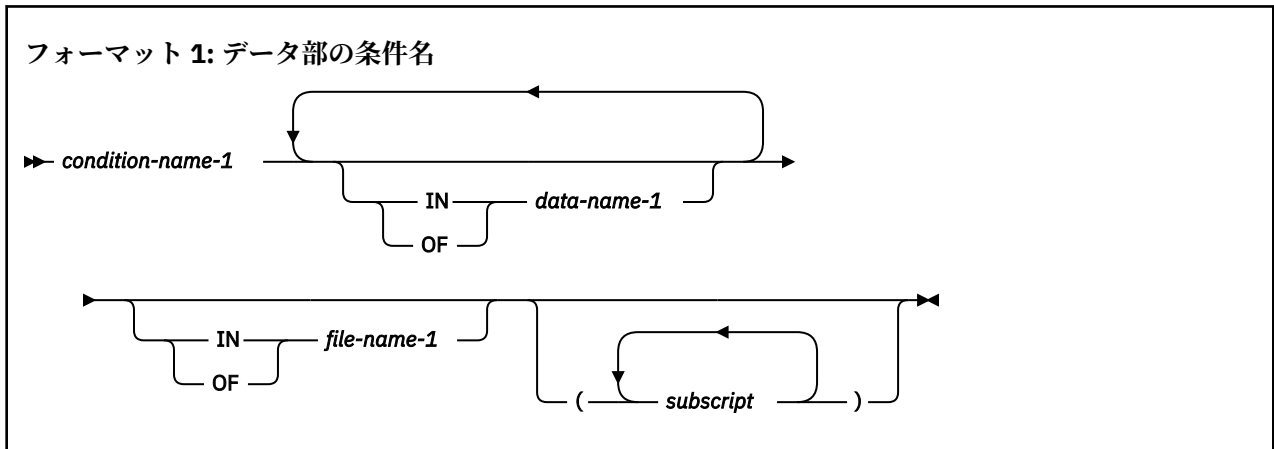 フォーマット 1: データ部の条件名
condition-name-1
IN data-name-1
OF
IN file-name-1
OF
( subscript )